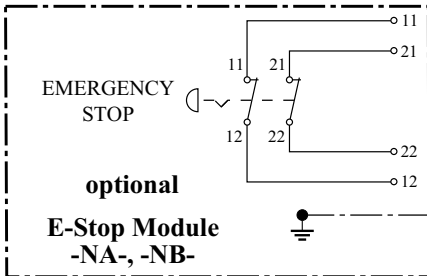 11
21
11 21
EMERGENCY
STOP
12 22
22
12
optional
E-Stop Module
-NA-, -NB-